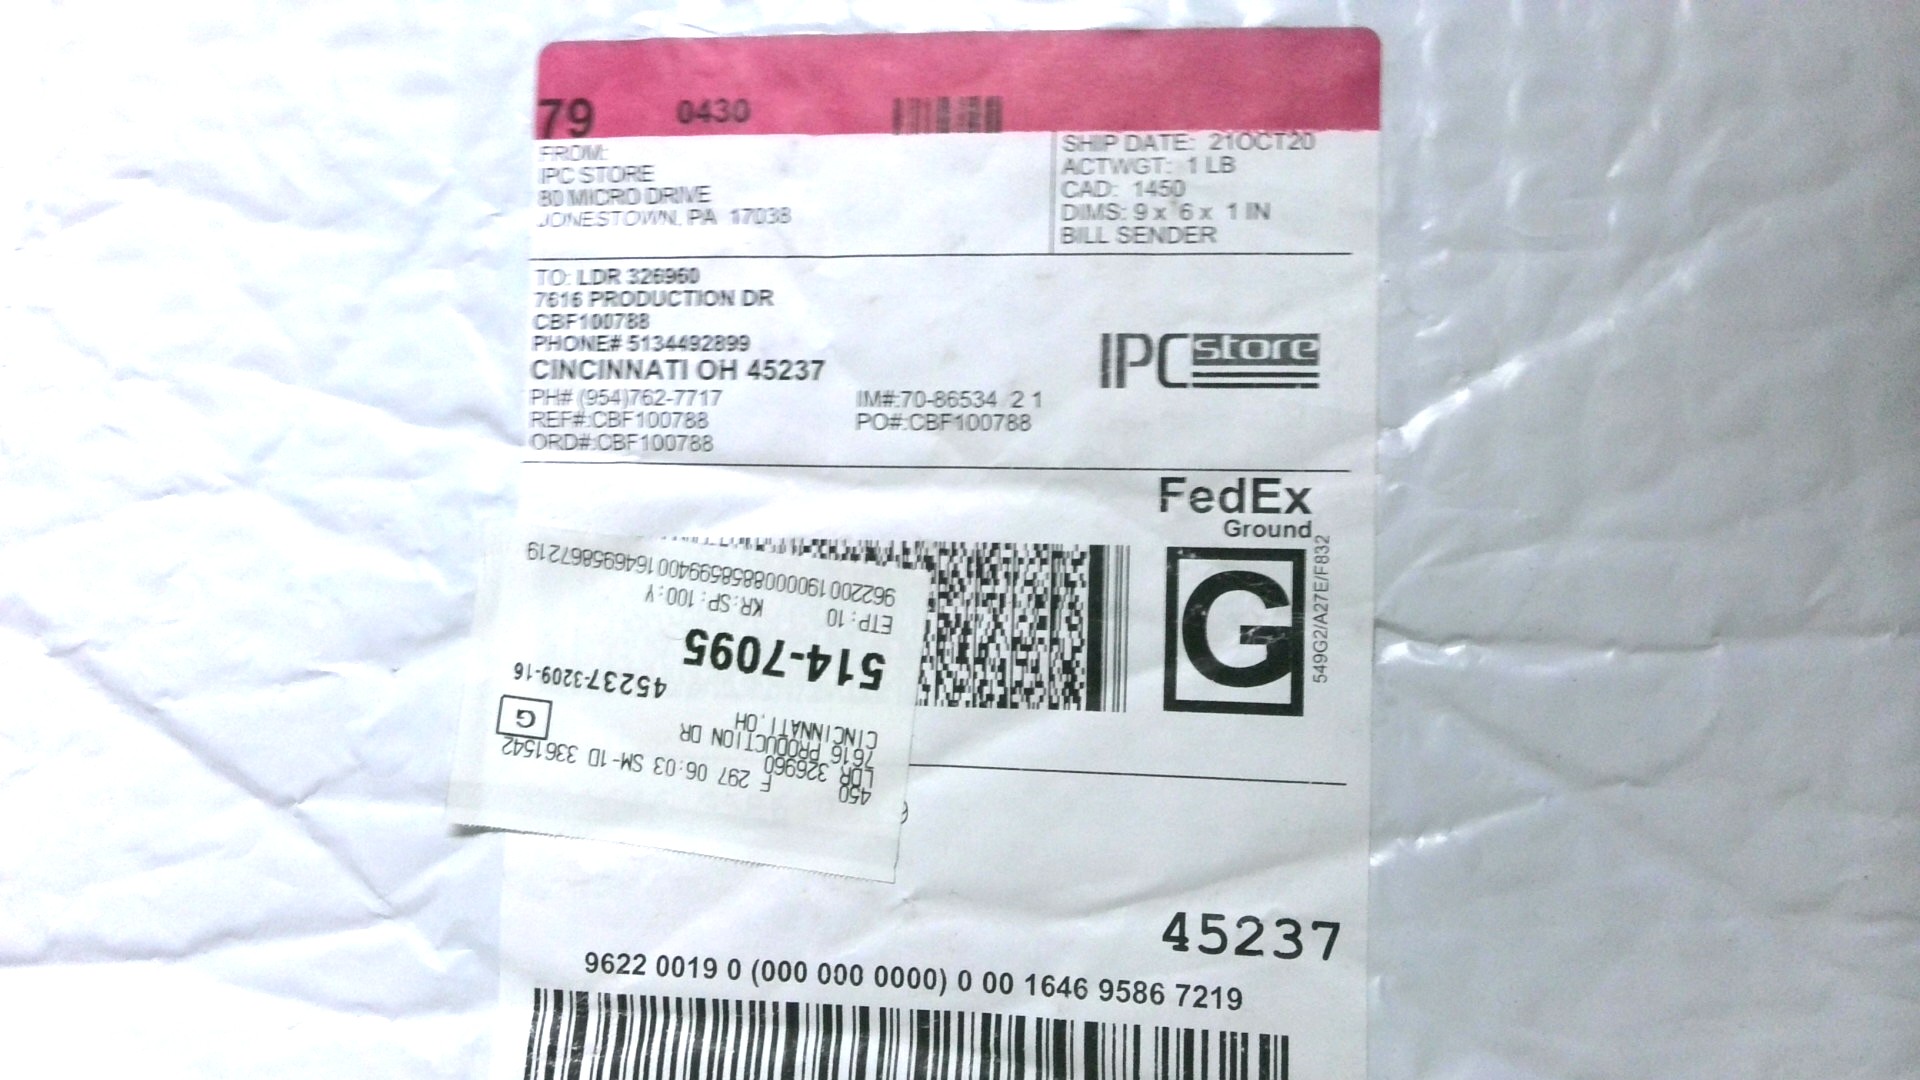 79 0430
FROM:
IPC STORE
80 MICRO DRIVE
JONESTOWN, PA 17038
SHIP DATE: 21OCT20
ACTWGT: 1 LB
CAD: 1450
DIMS: 9 x 6 x 1 IN
BILL SENDER
TO: LDR 326960
7616 PRODUCTION DR
CBF100788
PHONE# 5134492899
CINCINNATI OH 45237
PH# (954)762-7717
REF#:CBF100788
ORD#:CBF100788
IM#:70-86534 2 1
PO#:CBF100788
IPC store
FedEx
Ground
G
549G2/A27E/F832
450 F 297 06:03 SM-1D 3361542
LDR 326960
7616 PRODUCTION DR
CINCINNATI,OH
G
45237-3209-16
514-7095
ETP:10 KR:SP:100:Y
9622001900008858599400164695867219
45237
9622 0019 0 (000 000 0000) 0 00 1646 9586 7219